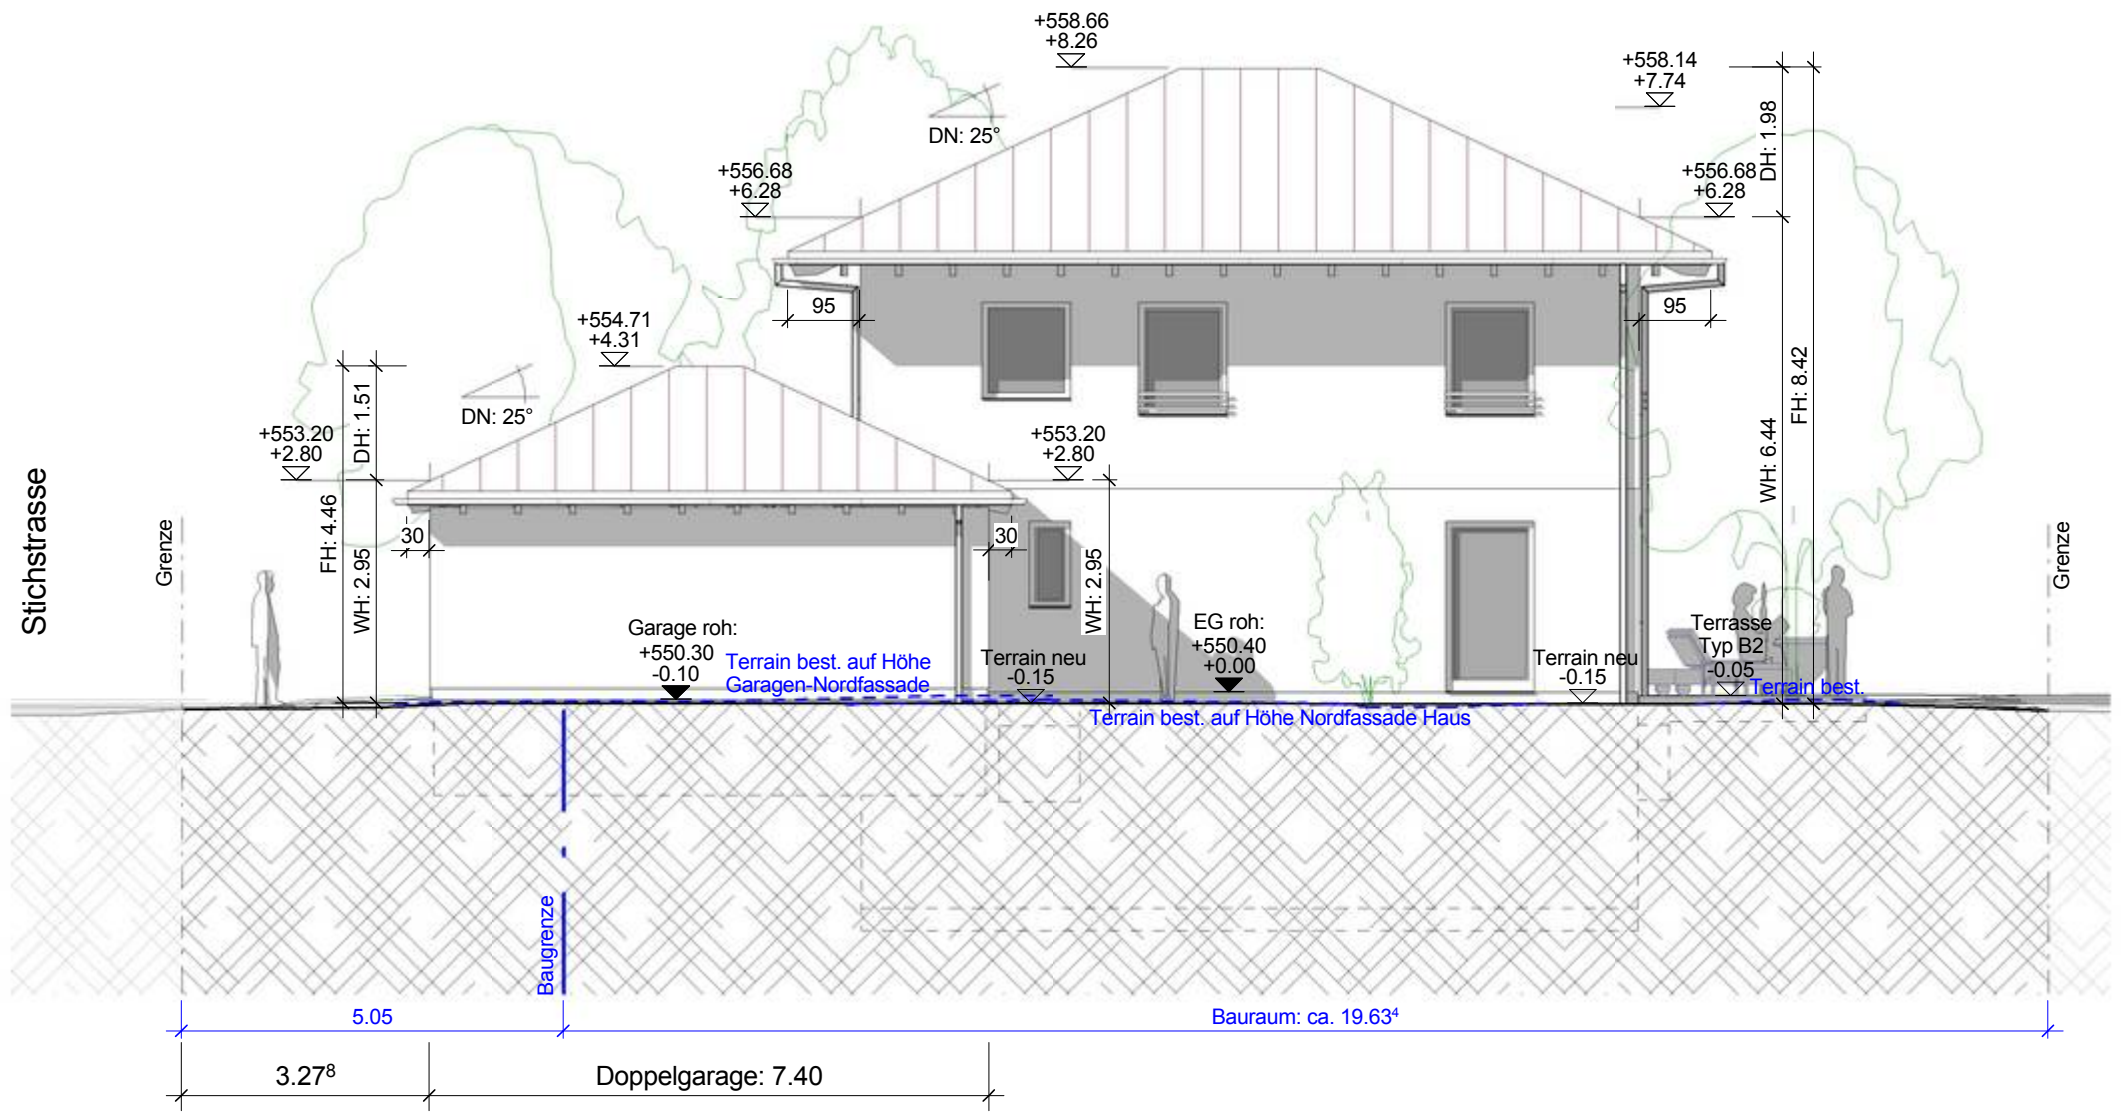 +558.66
+8.26
+558.14
+7.74
DN: 25°
DH: 1.98
+556.68
+6.28
+556.68
+6.28
95
95
+554.71
+4.31
FH: 8.42
DH: 1.51
DN: 25°
+553.20
+2.80
+553.20
+2.80
WH: 6.44
Stichstrasse
Grenze
FH: 4.46
30
30
WH: 2.95
WH: 2.95
Grenze
Garage roh:
+550.30
-0.10
Terrain best. auf Höhe
Garagen-Nordfassade
Terrain neu
-0.15
EG roh:
+550.40
+0.00
Terrain neu
-0.15
Terrasse
Typ B2
-0.05
Terrain best.
Terrain best. auf Höhe Nordfassade Haus
Baugrenze
5.05
Bauraum: ca. 19.63⁴
3.27⁸
Doppelgarage: 7.40